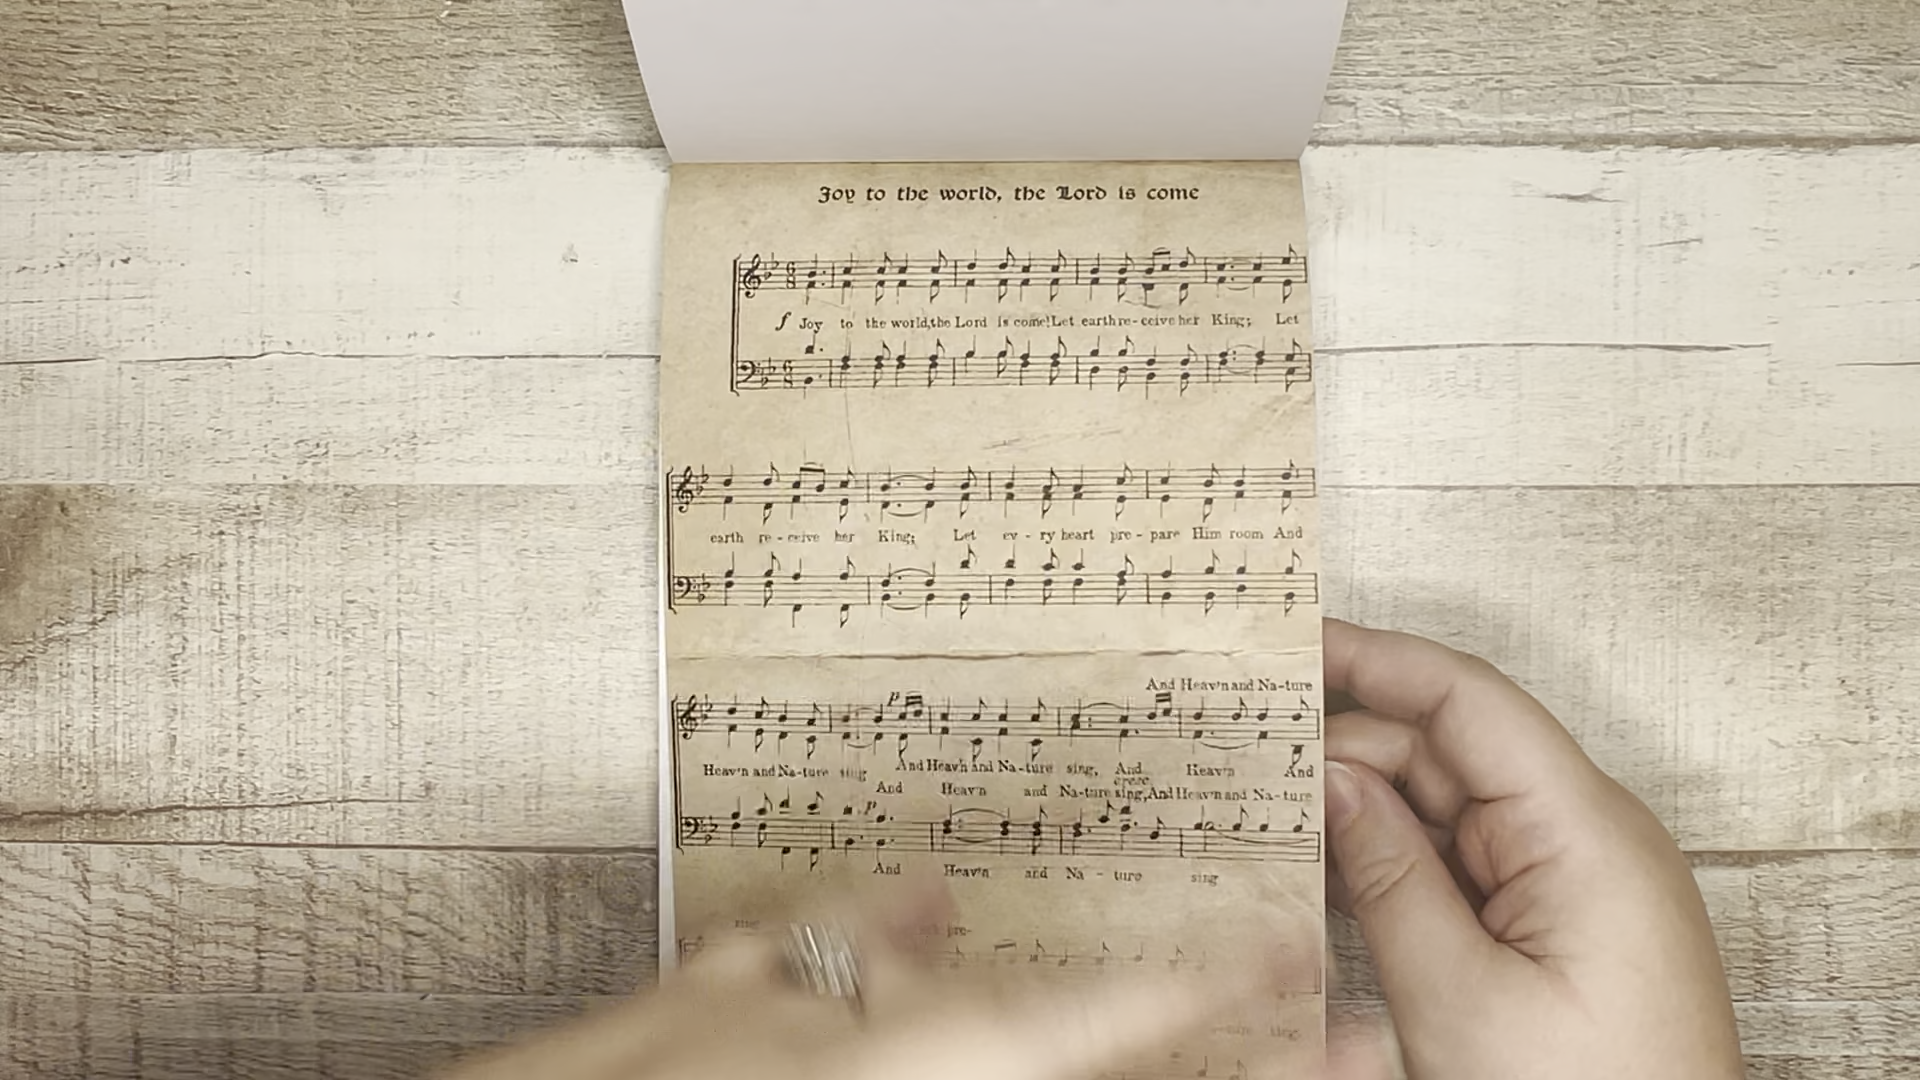 Joy to the world, the Lord is come
f Joy to the world, the Lord is come! Let earth re-ceive her King; Let
earth re-ceive her King; Let ev-ry heart pre-pare Him room And
And Heav'n and Na-ture
p
Heav'n and Na-ture sing And Heav'n and Na-ture sing, And Heav'n And
cresc.
And Heav'n and Na-ture sing, And Heav'n and Na-ture
p
And Heav'n and Na-ture sing
sing
pre-
sing.